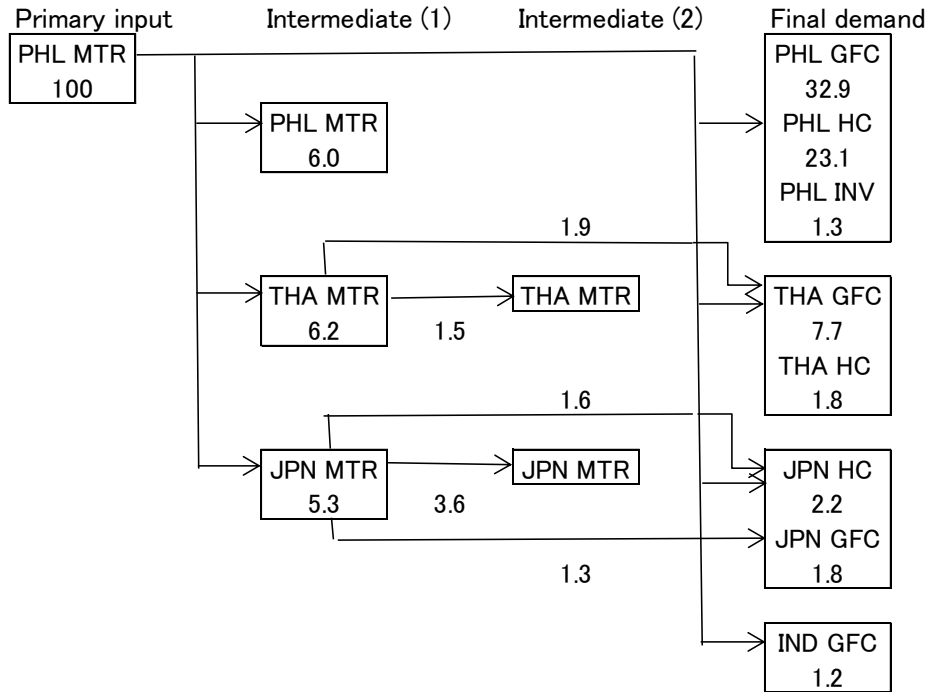 Primary input Intermediate (1) Intermediate (2) Final demand
PHL MTR
100
PHL GFC
32.9
PHL HC
23.1
PHL INV
1.3
PHL MTR
6.0
1.9
THA MTR
6.2
1.5
THA MTR
THA GFC
7.7
THA HC
1.8
1.6
JPN MTR
5.3
3.6
JPN MTR
JPN HC
2.2
JPN GFC
1.8
1.3
IND GFC
1.2